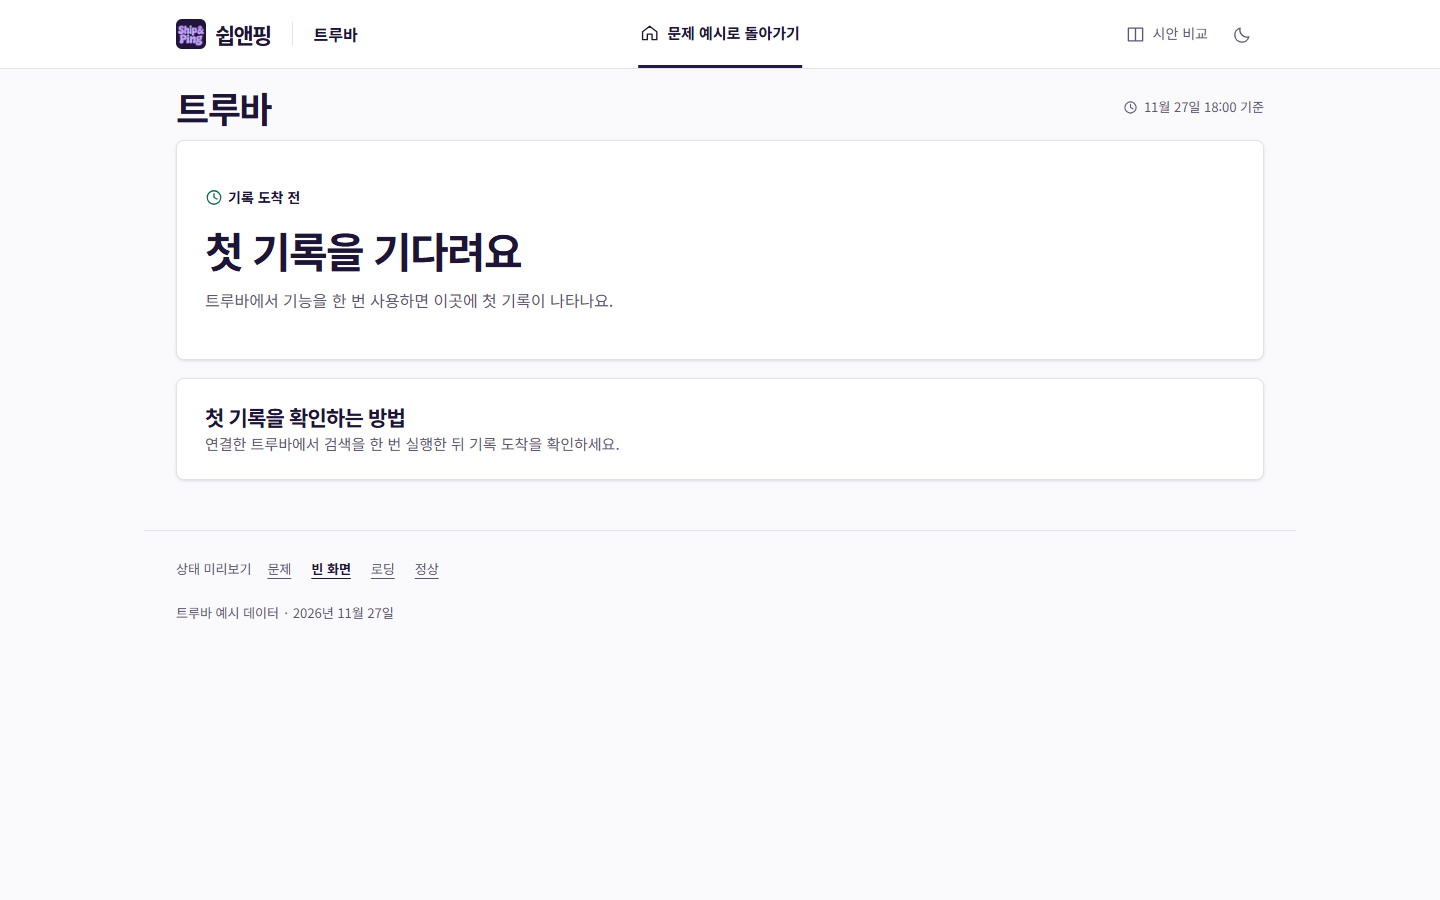 Ship&
Ping
쉽앤핑
트루바
문제 예시로 돌아가기
시안 비교
트루바
11월 27일 18:00 기준
기록 도착 전
첫 기록을 기다려요
트루바에서 기능을 한 번 사용하면 이곳에 첫 기록이 나타나요.
첫 기록을 확인하는 방법
연결한 트루바에서 검색을 한 번 실행한 뒤 기록 도착을 확인하세요.
상태 미리보기 문제 빈 화면 로딩 정상
트루바 예시 데이터 · 2026년 11월 27일